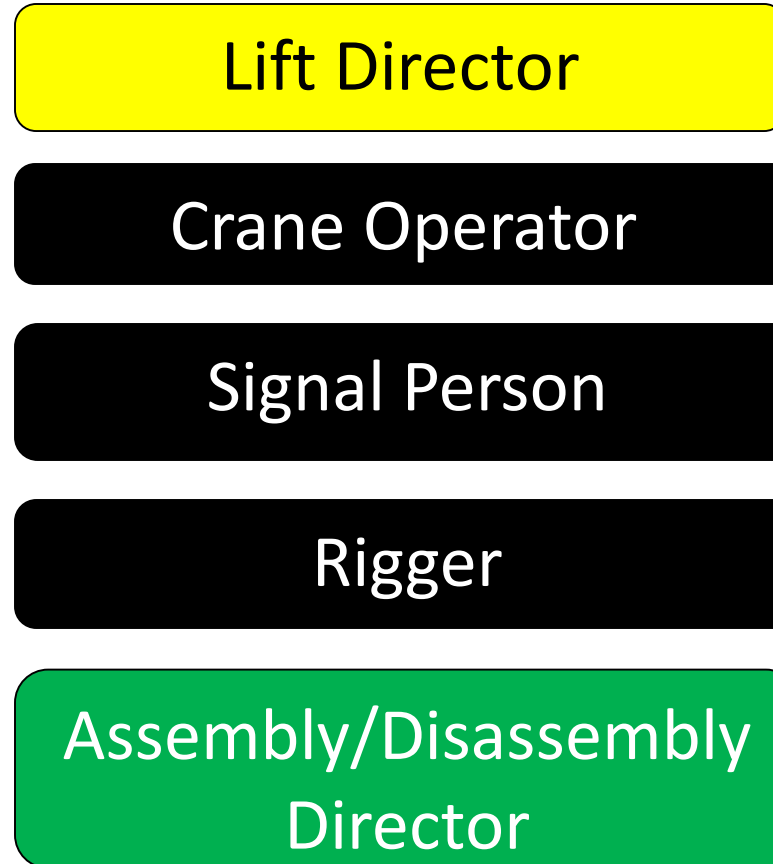 Lift Director
Crane Operator
Signal Person
Rigger
Assembly/Disassembly
Director